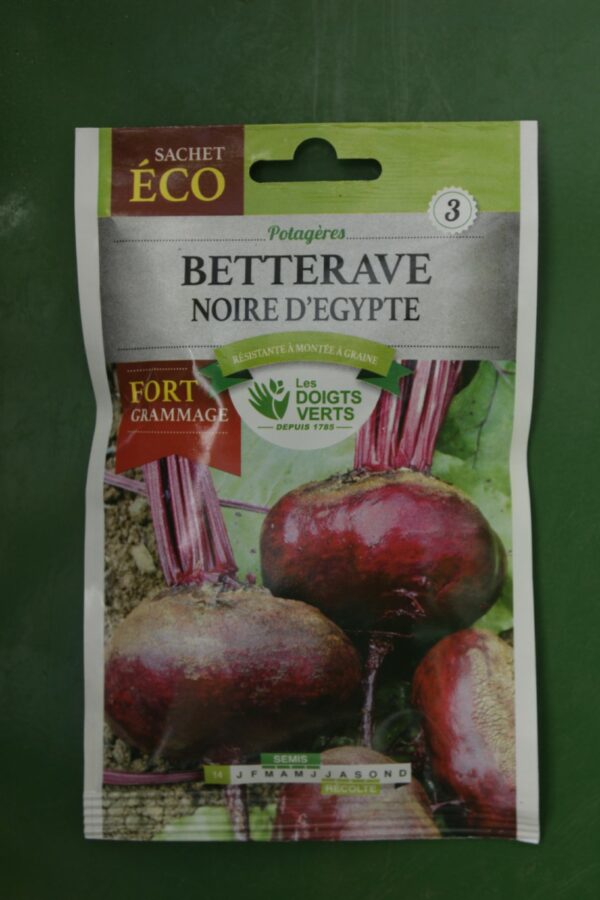 SACHET
ÉCO
3
Potagères
BETTERAVE
NOIRE D'EGYPTE
RÉSISTANTE À MONTÉE À GRAINE
FORT
GRAMMAGE
Les
DOIGTS
VERTS
DEPUIS 1785
SEMIS
14 J F M A M J J A S O N D
RÉCOLTE